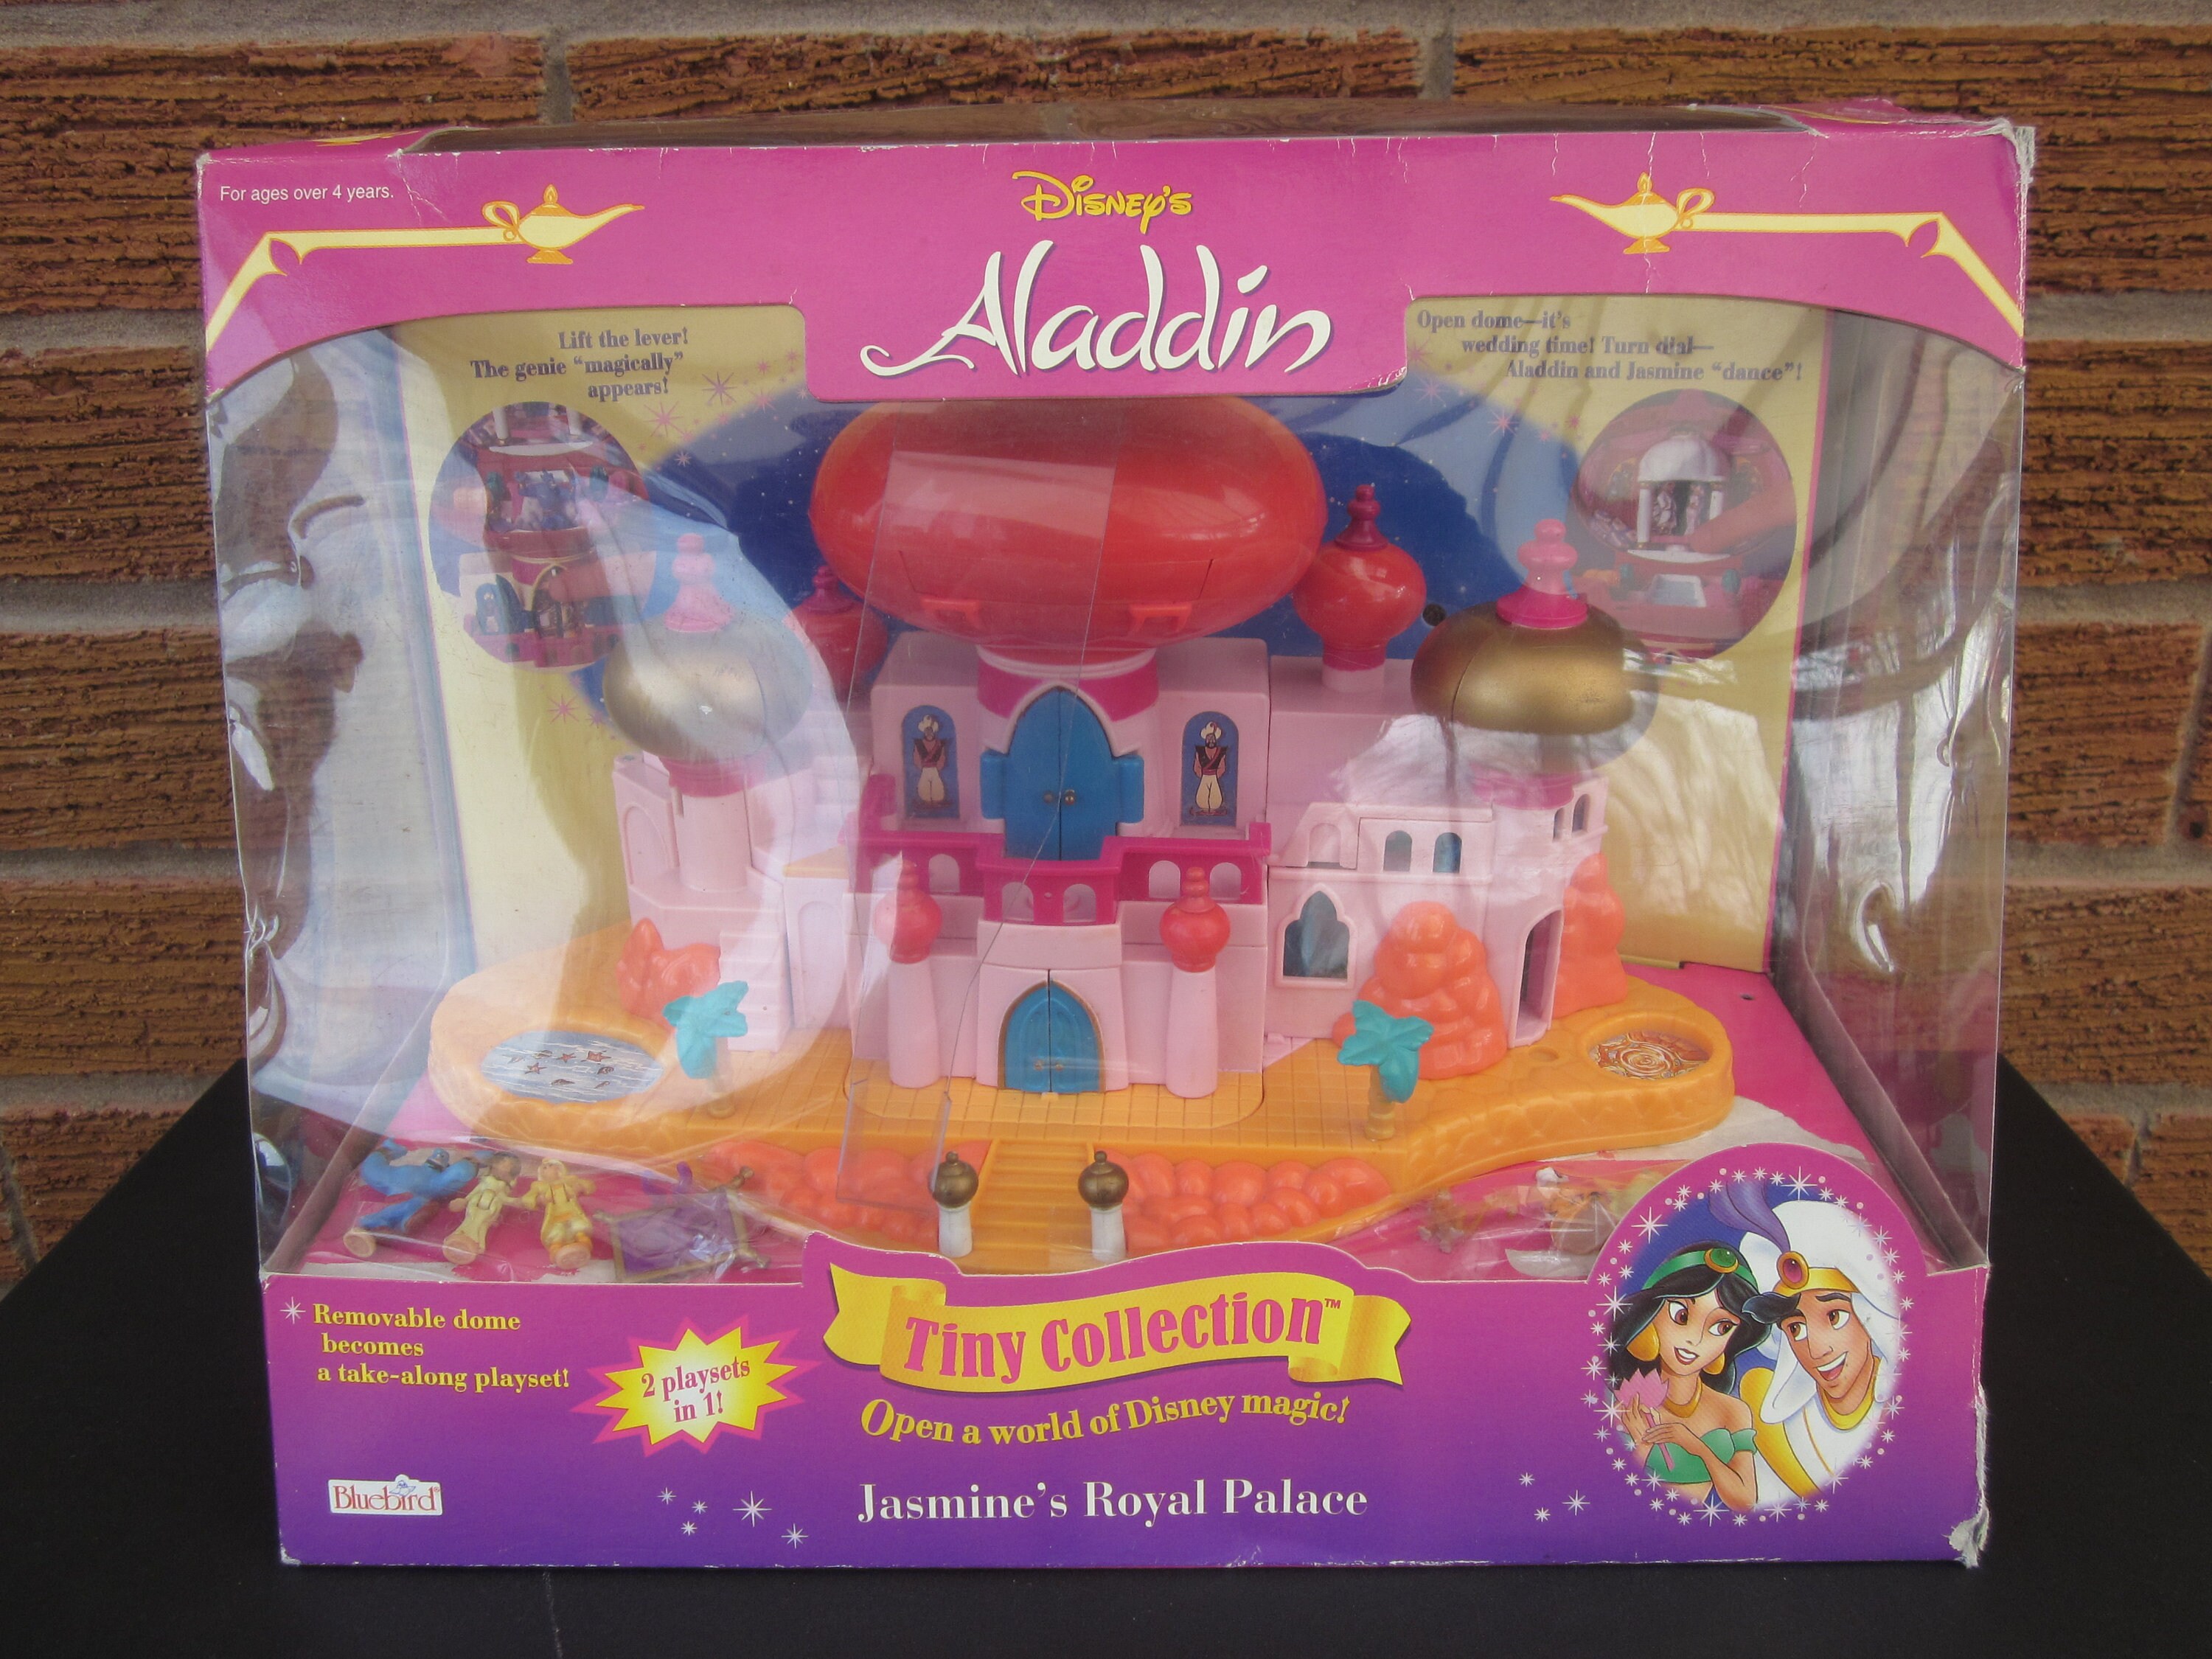 For ages over 4 years.
Disney's
Aladdin
Lift the lever!
The genie “magically”
appears!
Open dome—it's
wedding time! Turn dial—
Aladdin and Jasmine “dance”!
Removable dome
becomes
a take-along playset!
2 playsets
in 1!
Tiny Collection™
Open a world of Disney magic!
Jasmine's Royal Palace
Bluebird®